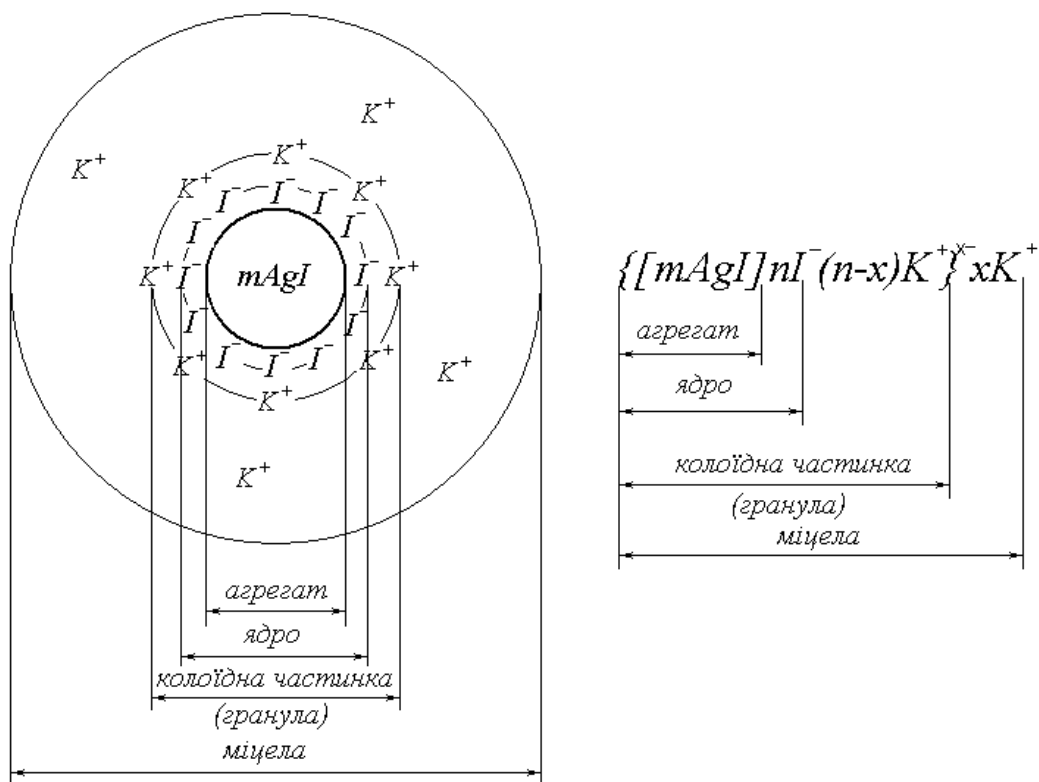 K⁺
K⁺
K⁺
K⁺ K⁺
I⁻ I⁻ I⁻
I⁻ I⁻
K⁺ I⁻ mAgI I⁻ K⁺
I⁻ I⁻
I⁻ I⁻ I⁻
K⁺ K⁺
K⁺
K⁺
K⁺
агрегат
ядро
колоїдна частинка
(гранула)
міцела
{[mAgI]nI⁻(n-x)K⁺}ˣ⁻xK⁺
агрегат
ядро
колоїдна частинка
(гранула)
міцела